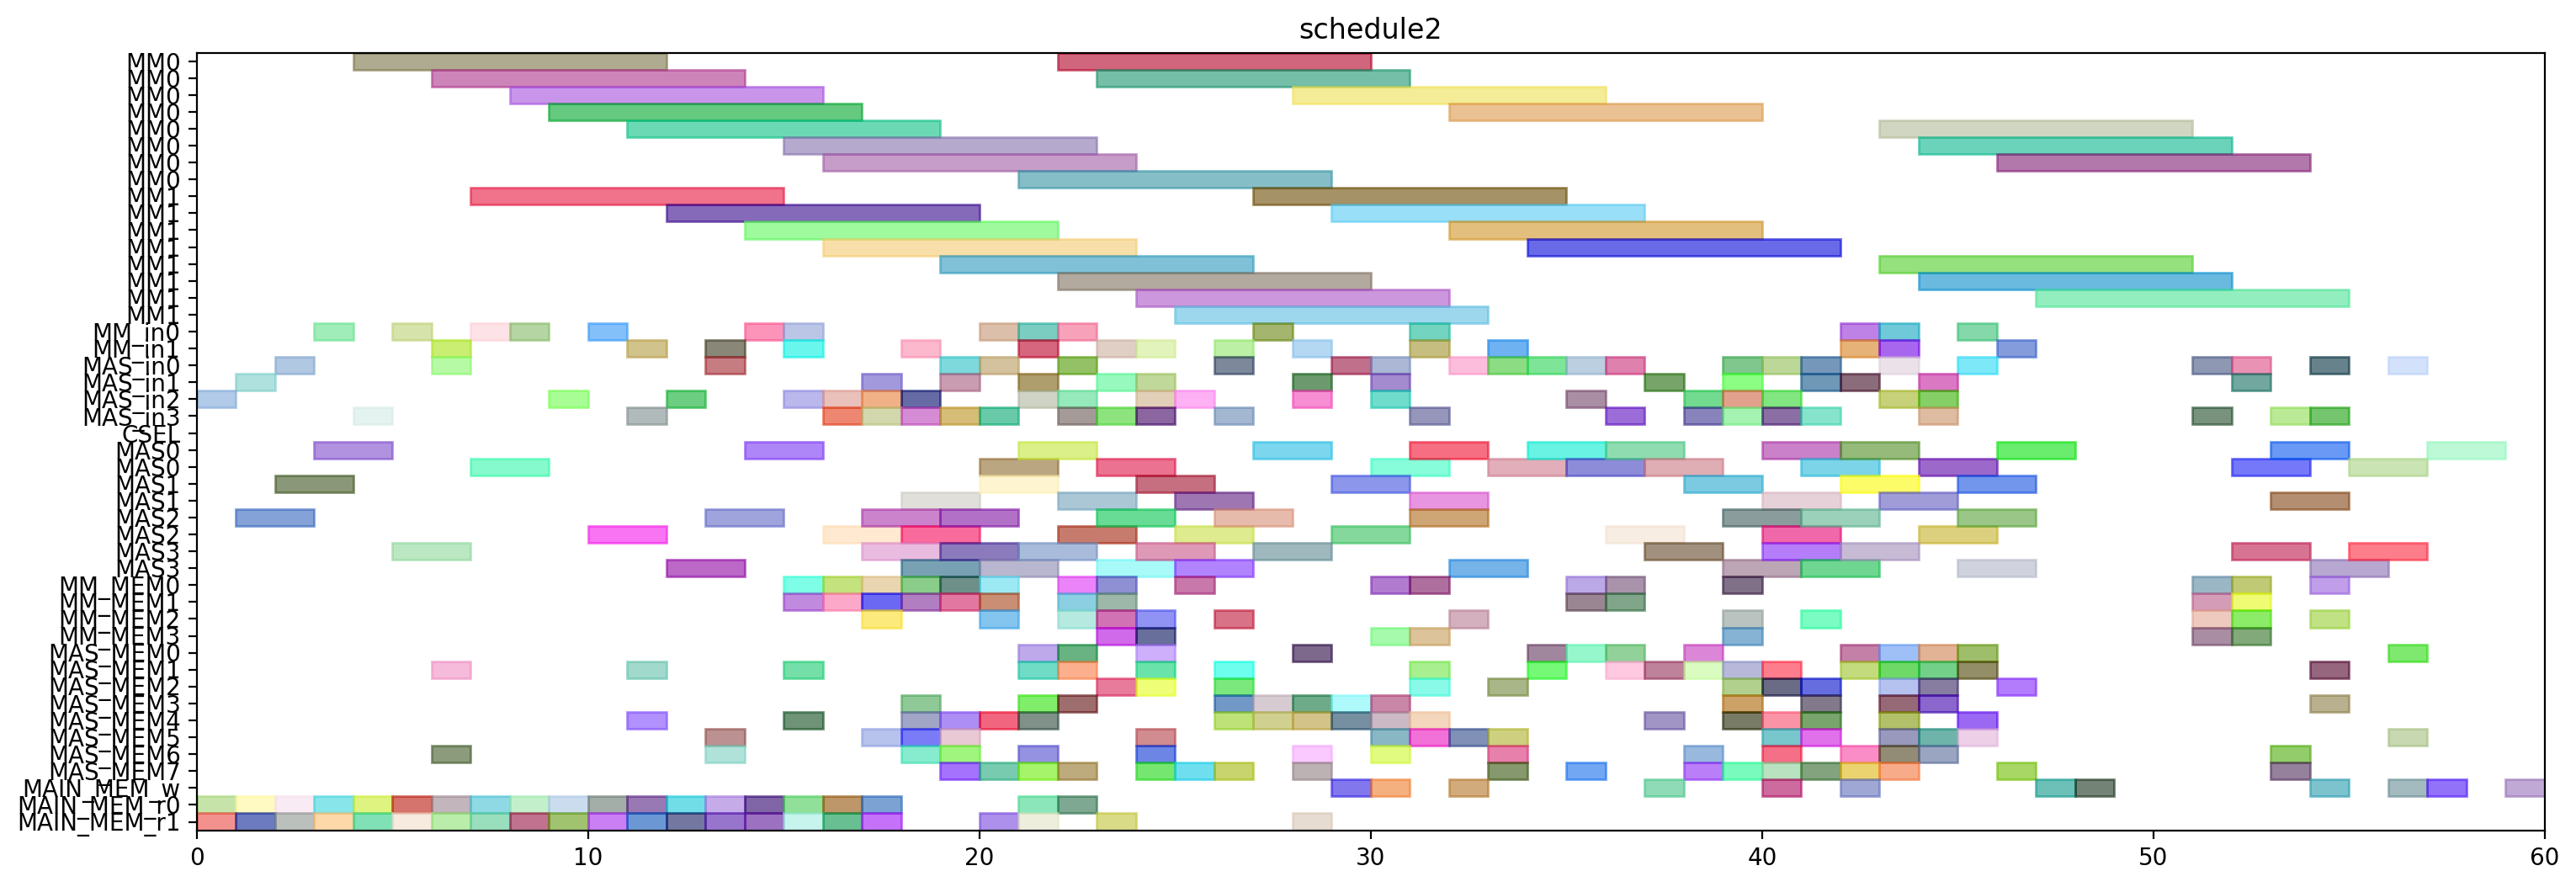 schedule2
MM0
MM0
MM0
MM0
MM0
MM0
MM0
MM0
MM1
MM1
MM1
MM1
MM1
MM1
MM1
MM1
MM_in0
MM_in1
MAS_in0
MAS_in1
MAS_in2
MAS_in3
CSEL
MAS0
MAS0
MAS1
MAS1
MAS2
MAS2
MAS3
MAS3
MM_MEM0
MM_MEM1
MM_MEM2
MM_MEM3
MAS_MEM0
MAS_MEM1
MAS_MEM2
MAS_MEM3
MAS_MEM4
MAS_MEM5
MAS_MEM6
MAS_MEM7
MAIN_MEM_w
MAIN_MEM_r0
MAIN_MEM_r1
0 10 20 30 40 50 60